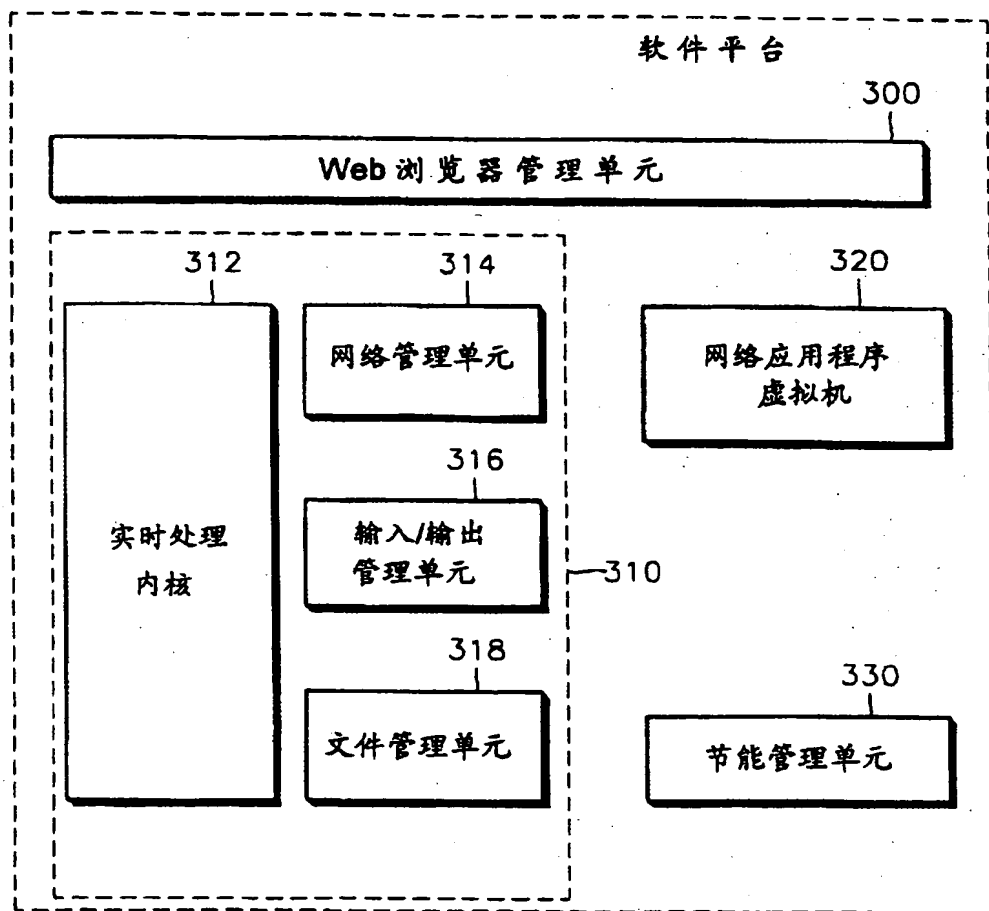 软件平台
300
Web 浏览器管理单元
312
314
320
网络管理单元
网络应用程序
虚拟机
316
实时处理
内核
输入/输出
管理单元
310
318
330
文件管理单元
节能管理单元